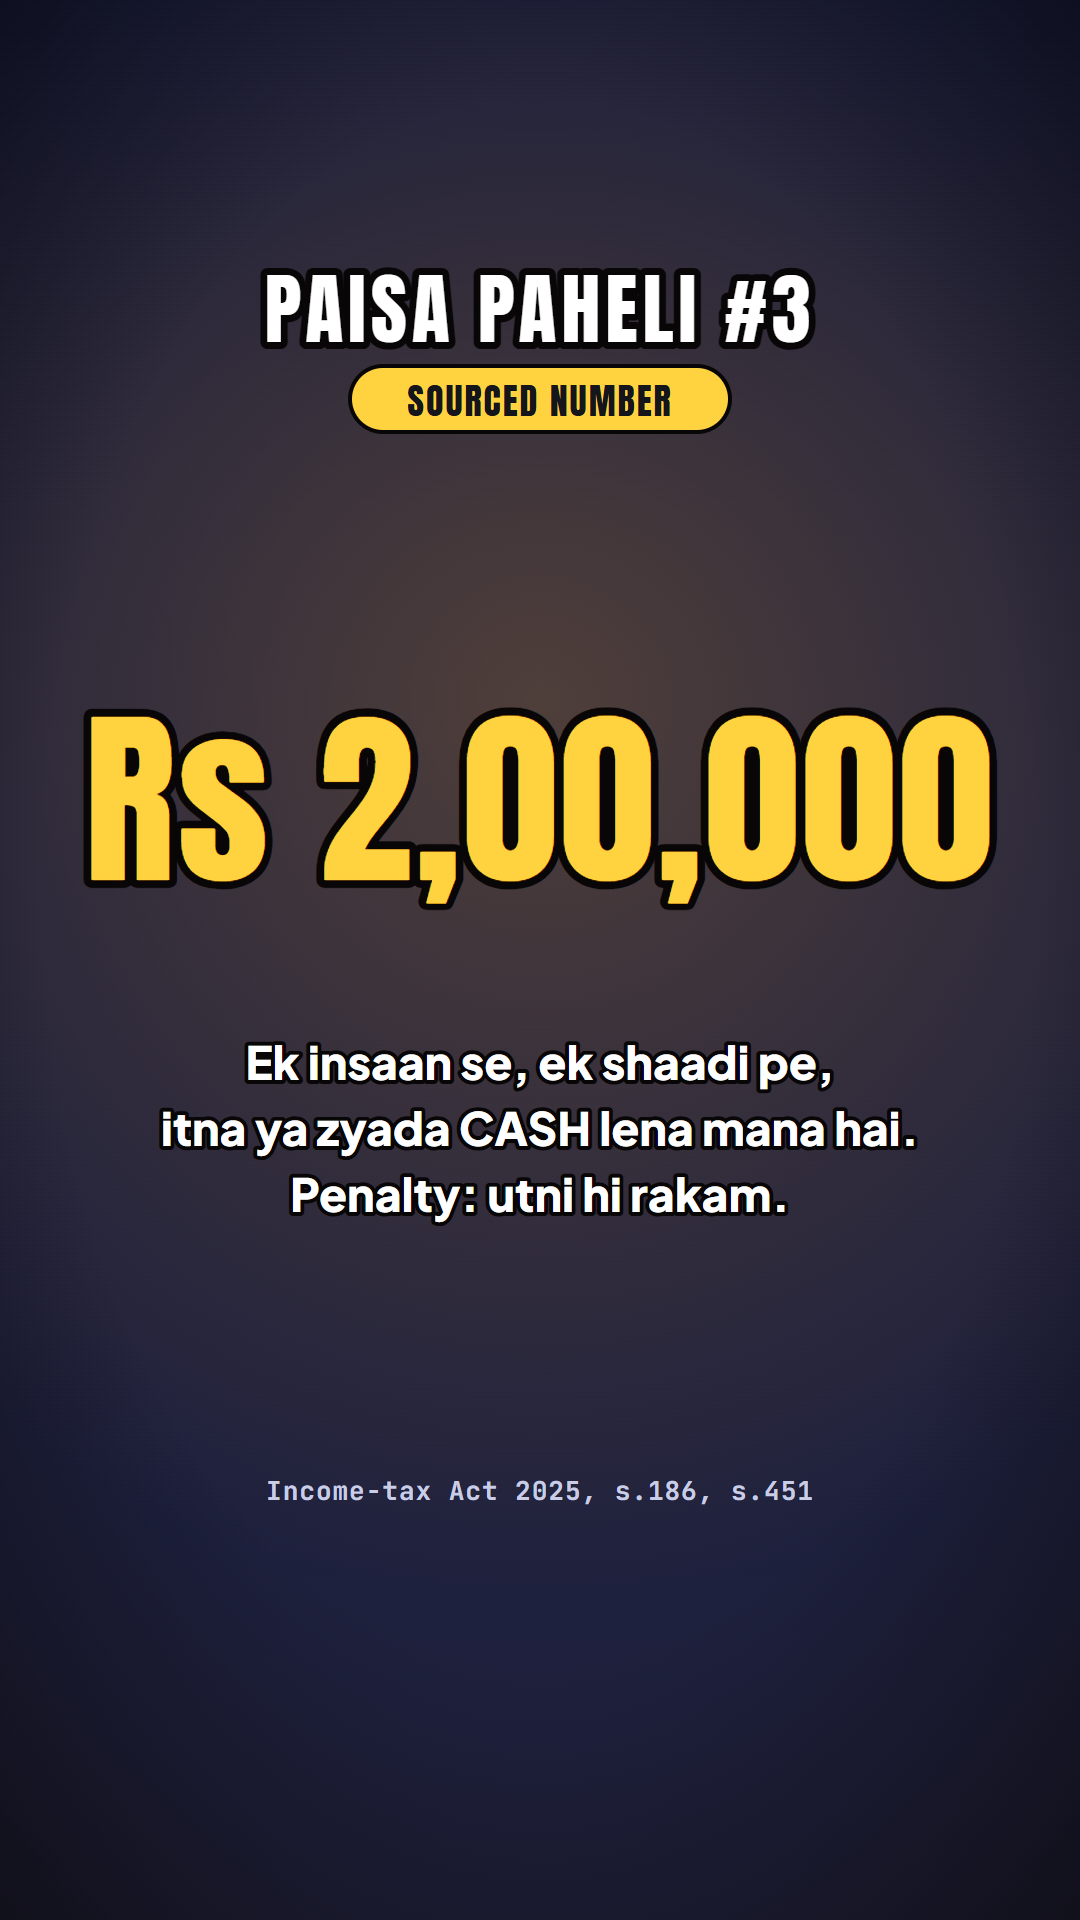 PAISA PAHELI #3
SOURCED NUMBER
Rs 2,00,000
Ek insaan se, ek shaadi pe,
itna ya zyada CASH lena mana hai.
Penalty: utni hi rakam.
Income-tax Act 2025, s.186, s.451